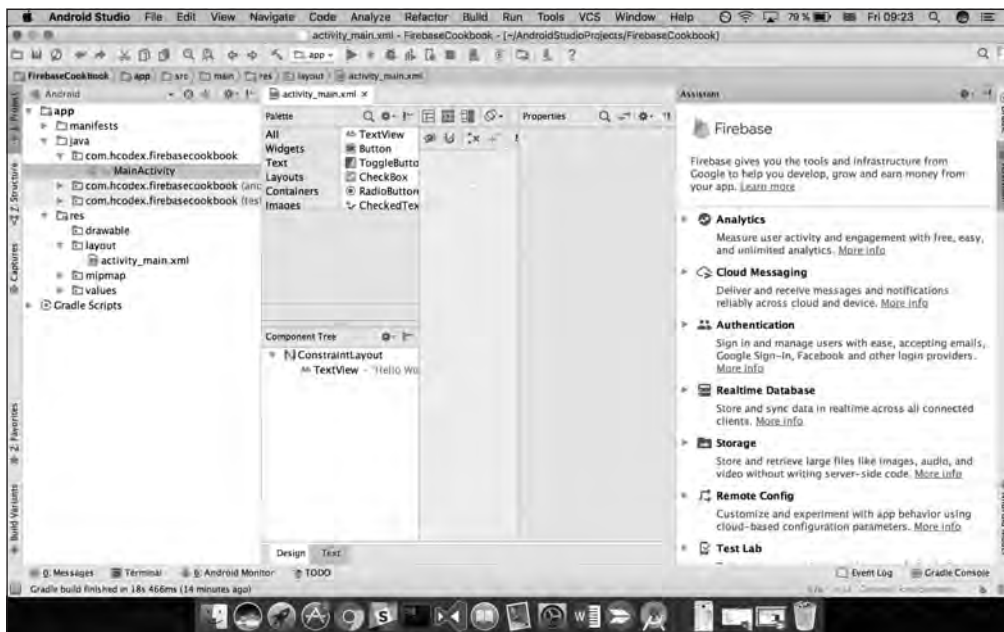 Android Studio File Edit View Navigate Code Analyze Refactor Build Run Tools VCS Window Help 79% Fri 09:23
activity_main.xml - FirebaseCookbook - [~/AndroidStudioProjects/FirebaseCookbook]
app
FirebaseCookbook app src main res layout activity_main.xml
1: Project
Android
app
manifests
java
com.hcodex.firebasecookbook
MainActivity
com.hcodex.firebasecookbook (and
com.hcodex.firebasecookbook (test
res
drawable
layout
activity_main.xml
mipmap
values
Gradle Scripts
Z: Structure
Captures
2: Favorites
Build Variants
activity_main.xml ×
Palette
All
Widgets
Text
Layouts
Containers
Images
Ab TextView
Button
ToggleButto
CheckBox
RadioButton
CheckedTex
Properties
Component Tree
ConstraintLayout
Ab TextView - "Hello Wo
Design Text
Assistant
Firebase
Firebase gives you the tools and infrastructure from
Google to help you develop, grow and earn money from
your app. Learn more
Analytics
Measure user activity and engagement with free, easy,
and unlimited analytics. More info
Cloud Messaging
Deliver and receive messages and notifications
reliably across cloud and device. More info
Authentication
Sign in and manage users with ease, accepting emails,
Google Sign-In, Facebook and other login providers.
More info
Realtime Database
Store and sync data in realtime across all connected
clients. More info
Storage
Store and retrieve large files like images, audio, and
video without writing server-side code. More info
Remote Config
Customize and experiment with app behavior using
cloud-based configuration parameters. More info
Test Lab
0: Messages Terminal 6: Android Monitor TODO Event Log Gradle Console
Gradle build finished in 18s 466ms (14 minutes ago)